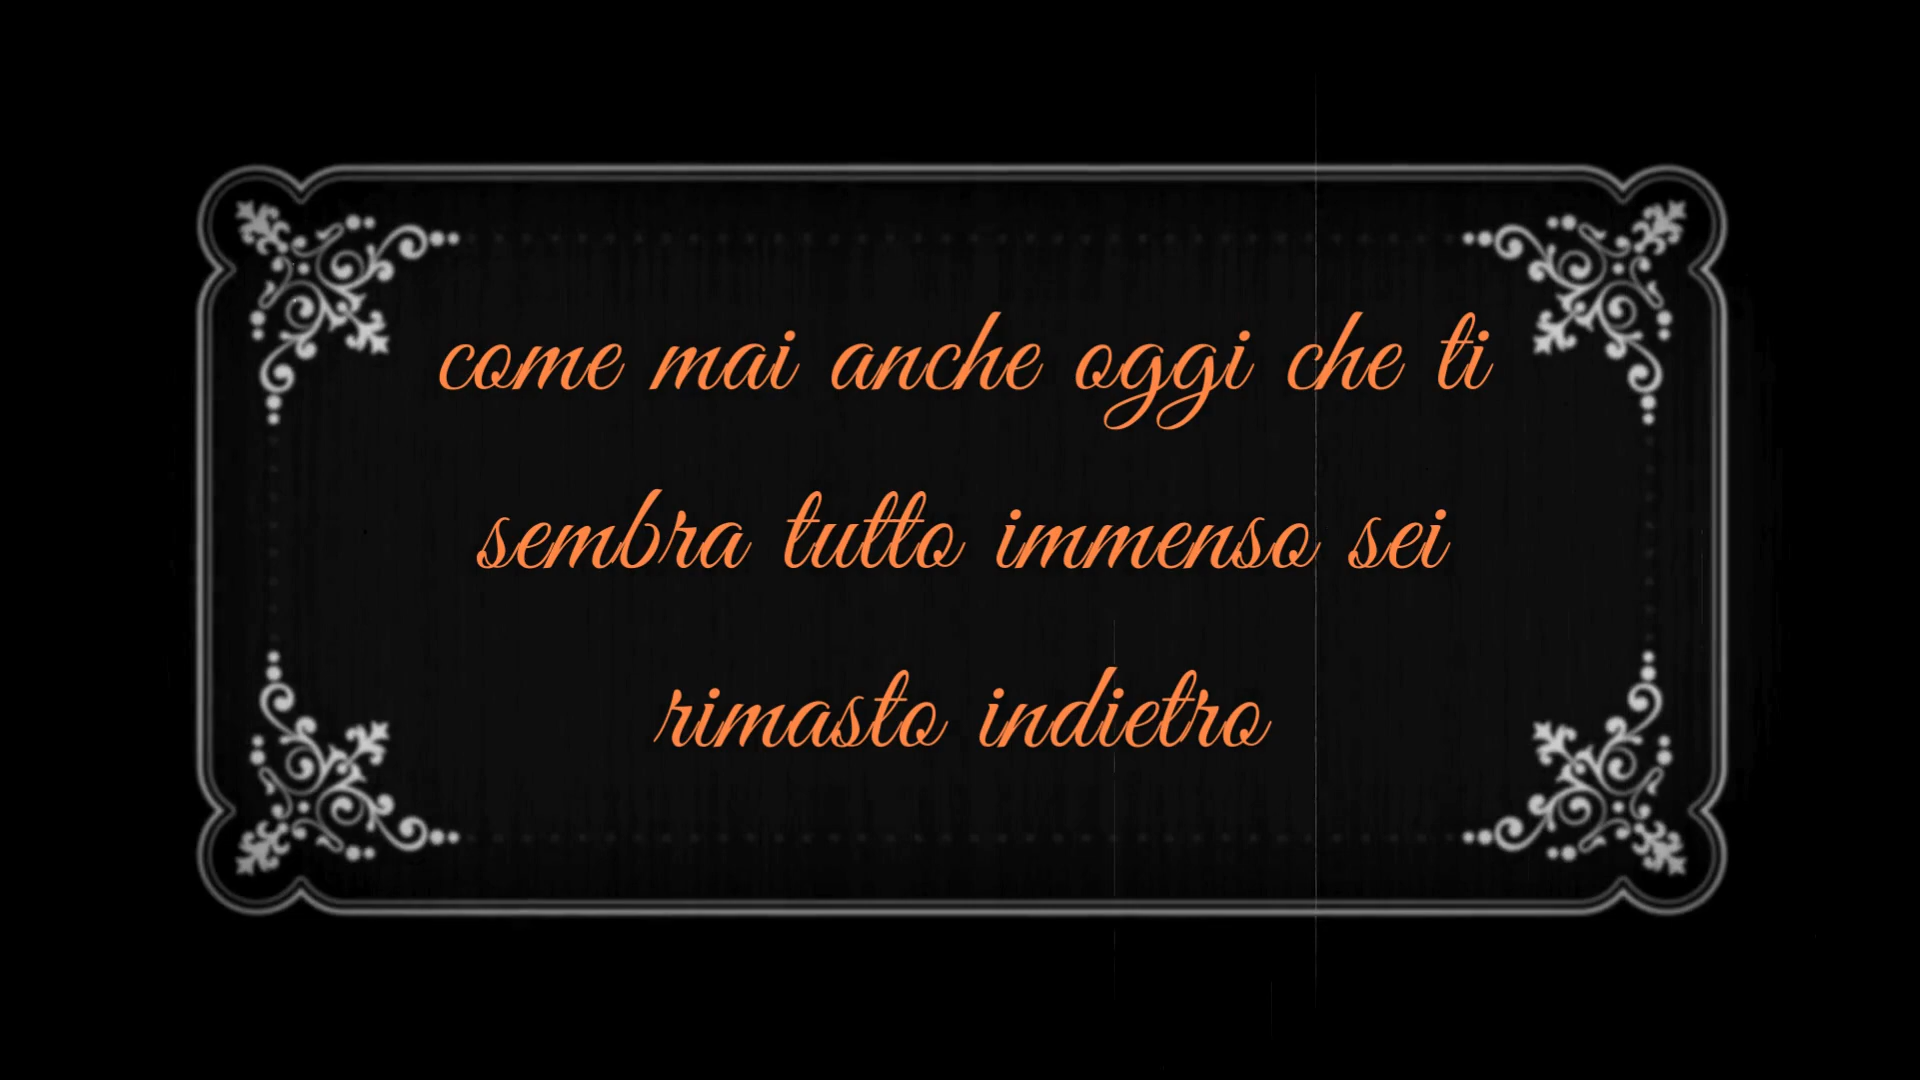 come mai anche oggi che ti
sembra tutto immenso sei
rimasto indietro